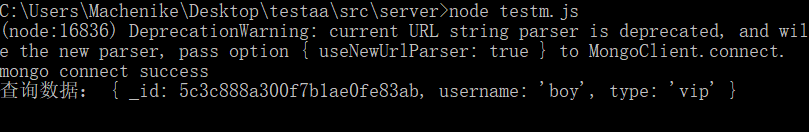 C:\Users\Machenike\Desktop\testaa\src\server>node testm.js
(node:16836) DeprecationWarning: current URL string parser is deprecated, and wil
e the new parser, pass option { useNewUrlParser: true } to MongoClient.connect.
mongo connect success
查询数据： { _id: 5c3c888a300f7b1ae0fe83ab, username: 'boy', type: 'vip' }